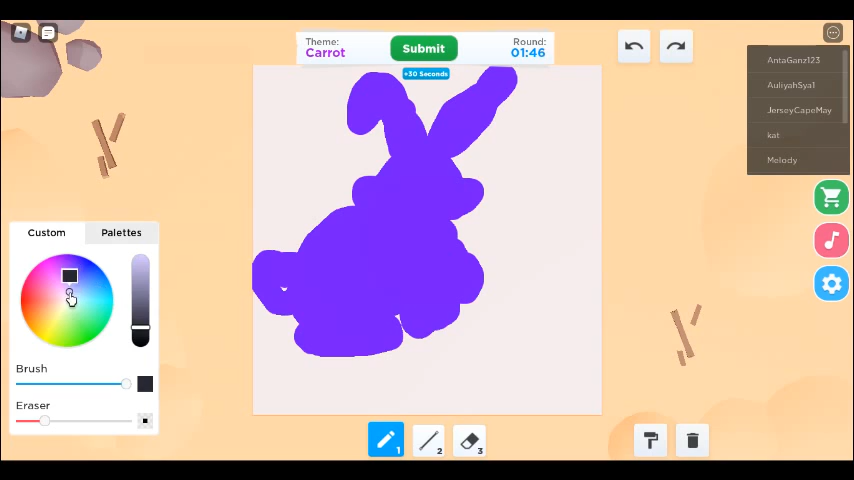 Theme:
Carrot
Submit
Round:
01:46
+30 Seconds
AntaGanz123
AuliyahSya1
JerseyCapeMay
kat
Melody
Custom
Palettes
Brush
Eraser
1
2
3